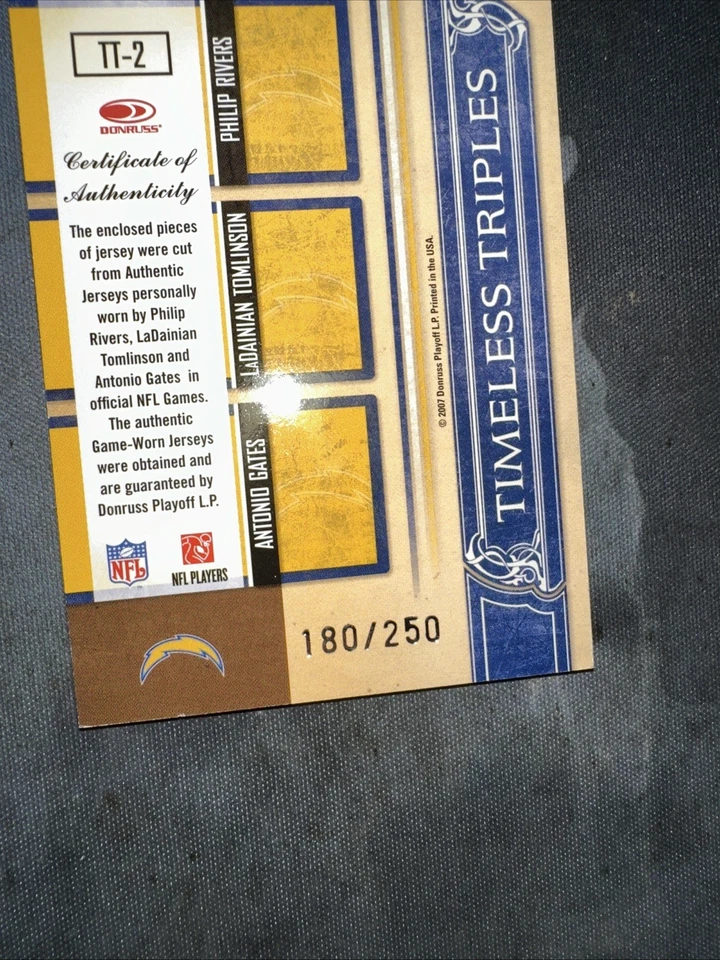 TT-2
DONRUSS
Certificate of
Authenticity
The enclosed pieces
of jersey were cut
from Authentic
Jerseys personally
worn by Philip
Rivers, LaDainian
Tomlinson and
Antonio Gates in
official NFL Games.
The authentic
Game-Worn Jerseys
were obtained and
are guaranteed by
Donruss Playoff L.P.
NFL
NFL PLAYERS
PHILIP RIVERS
LaDAINIAN TOMLINSON
ANTONIO GATES
180/250
© 2007 Donruss Playoff L.P. Printed in the USA.
TIMELESS TRIPLES